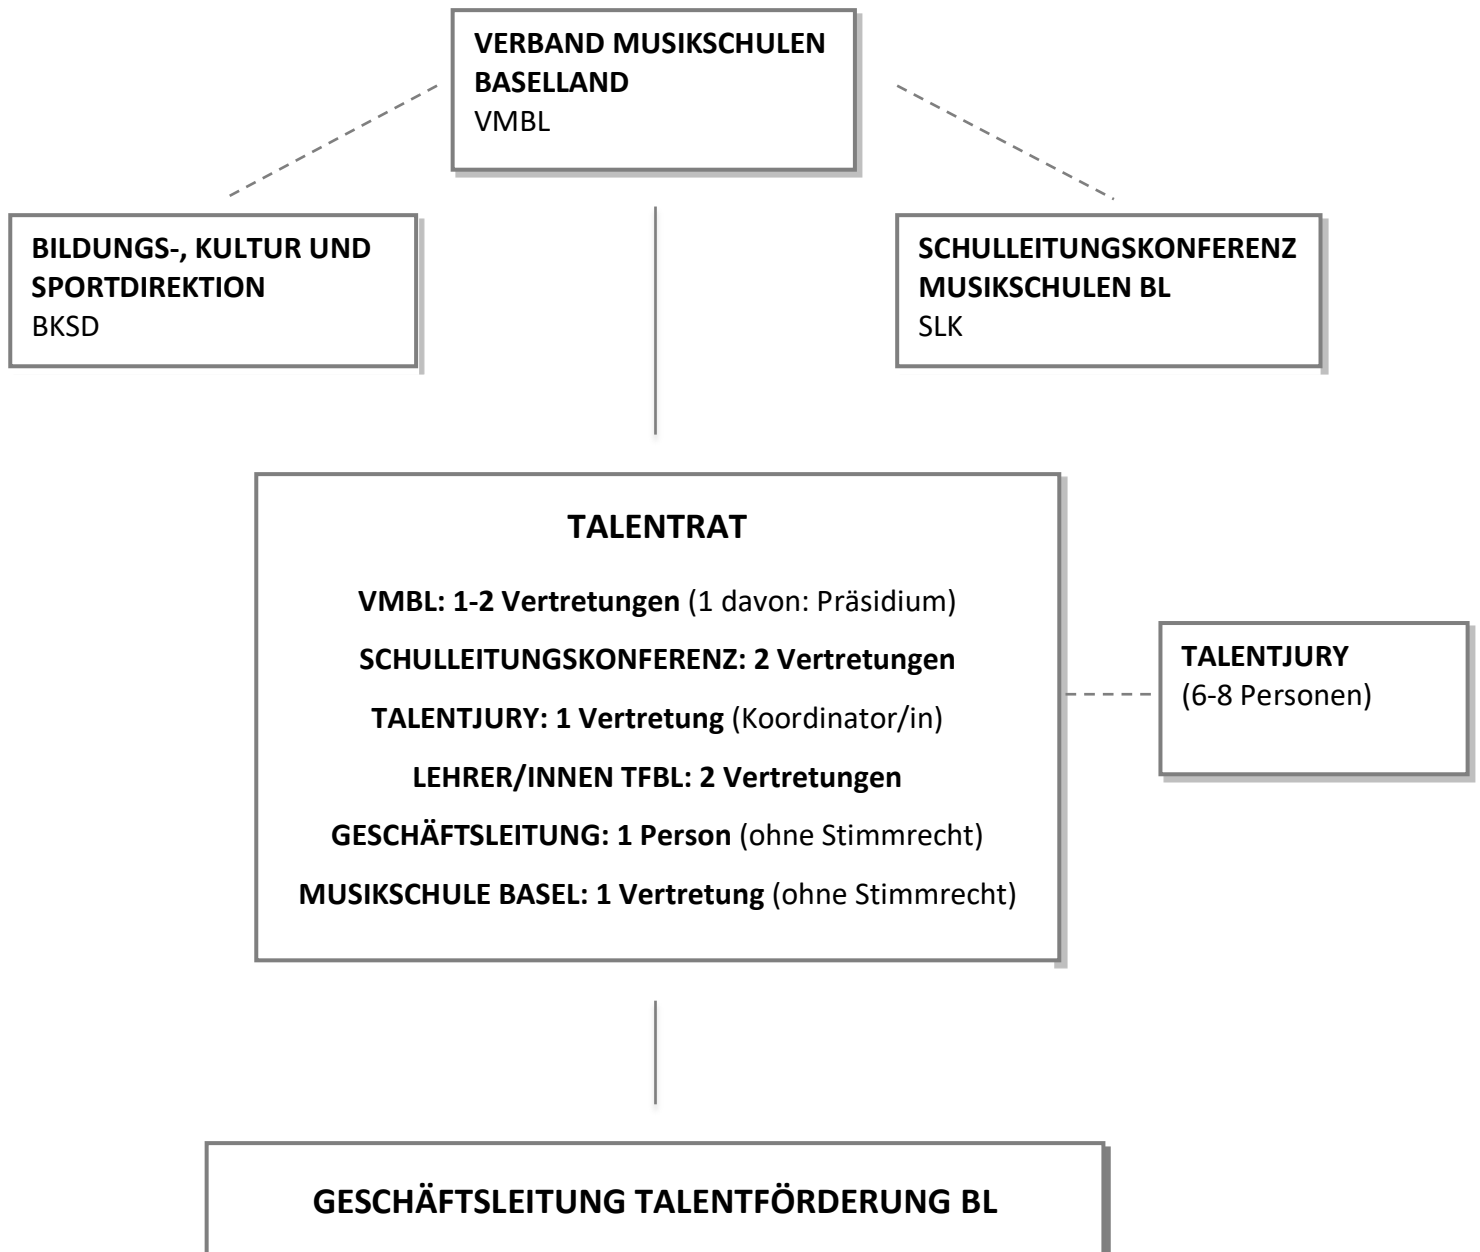 VERBAND MUSIKSCHULEN
BASELLAND
VMBL
BILDUNGS-, KULTUR UND
SPORTDIREKTION
BKSD
SCHULLEITUNGSKONFERENZ
MUSIKSCHULEN BL
SLK
TALENTRAT
VMBL: 1-2 Vertretungen (1 davon: Präsidium)
SCHULLEITUNGSKONFERENZ: 2 Vertretungen
TALENTJURY: 1 Vertretung (Koordinator/in)
LEHRER/INNEN TFBL: 2 Vertretungen
GESCHÄFTSLEITUNG: 1 Person (ohne Stimmrecht)
MUSIKSCHULE BASEL: 1 Vertretung (ohne Stimmrecht)
TALENTJURY
(6-8 Personen)
GESCHÄFTSLEITUNG TALENTFÖRDERUNG BL